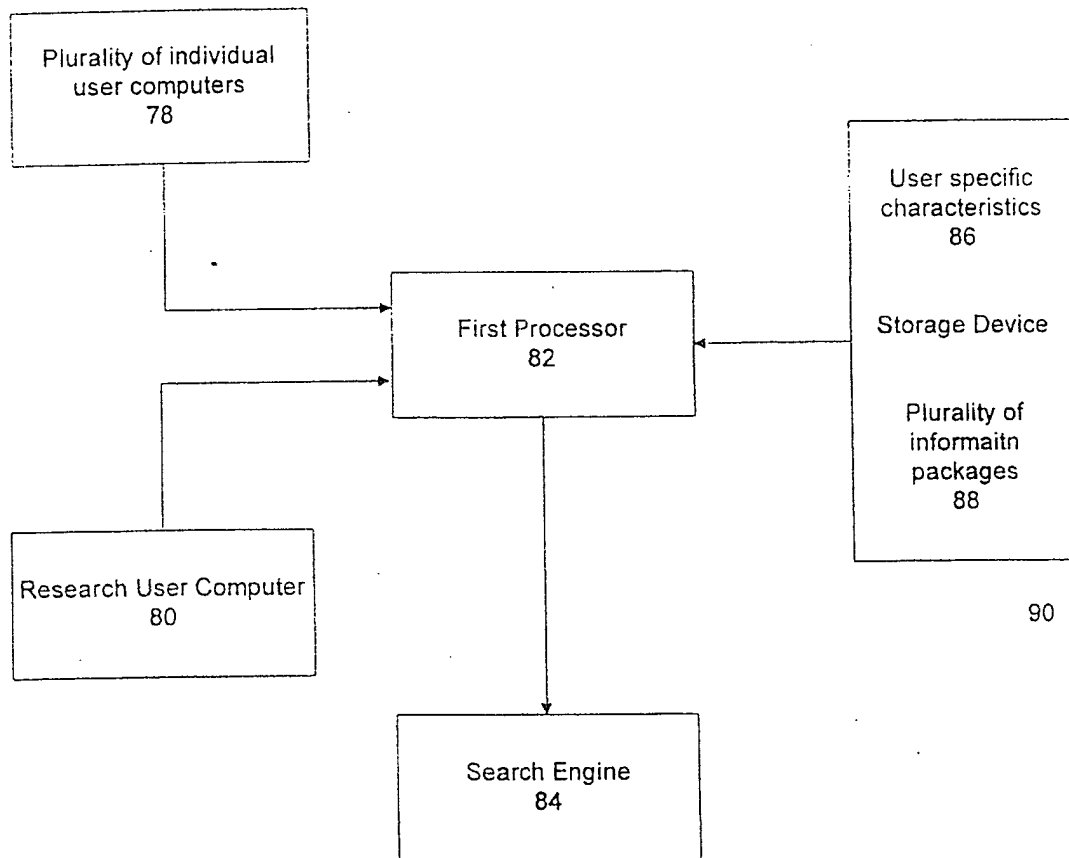 Plurality of individual
user computers
78
User specific
characteristics
86
First Processor
82
Storage Device
Plurality of
informaitn
packages
88
Research User Computer
80
90
Search Engine
84